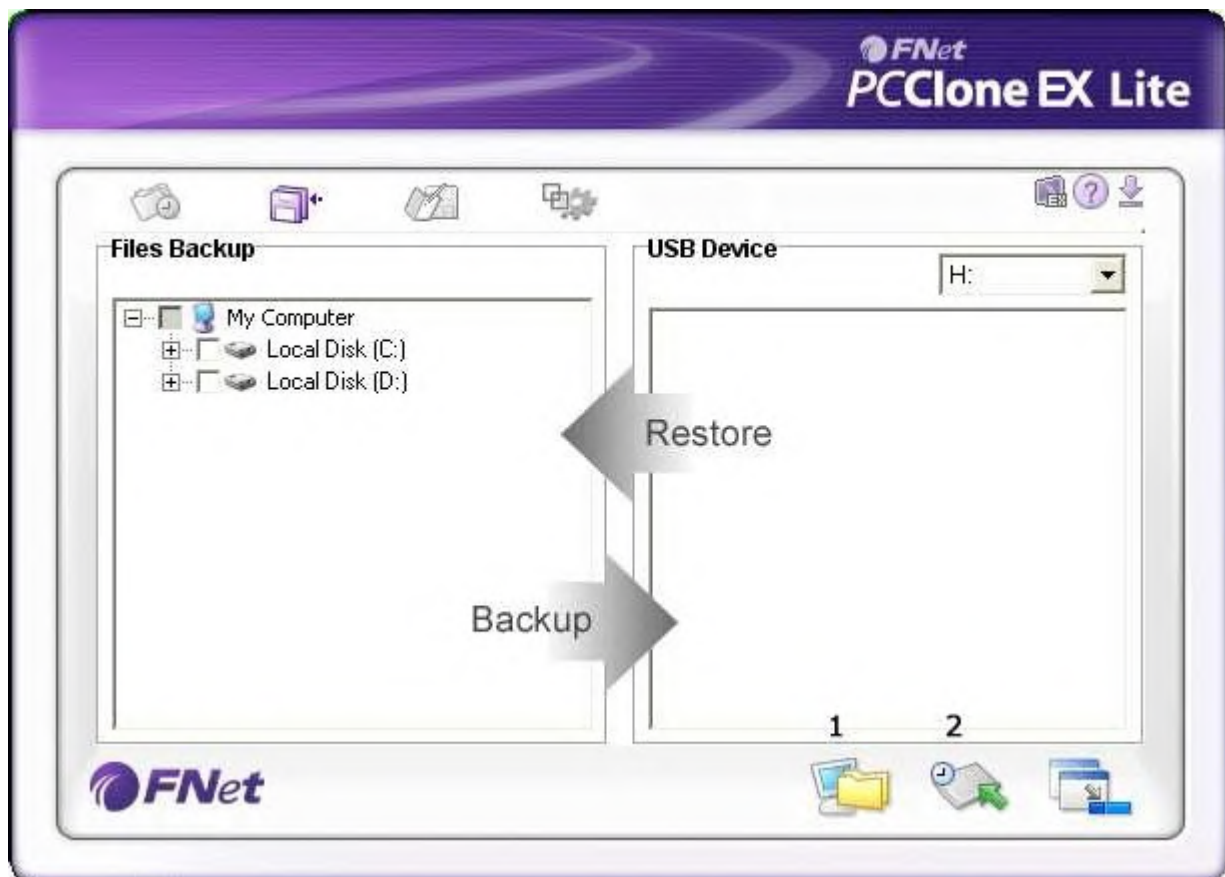 FNet
PCClone EX Lite
Files Backup
USB Device
H:
My Computer
Local Disk (C:)
Local Disk (D:)
Restore
Backup
1 2
FNet